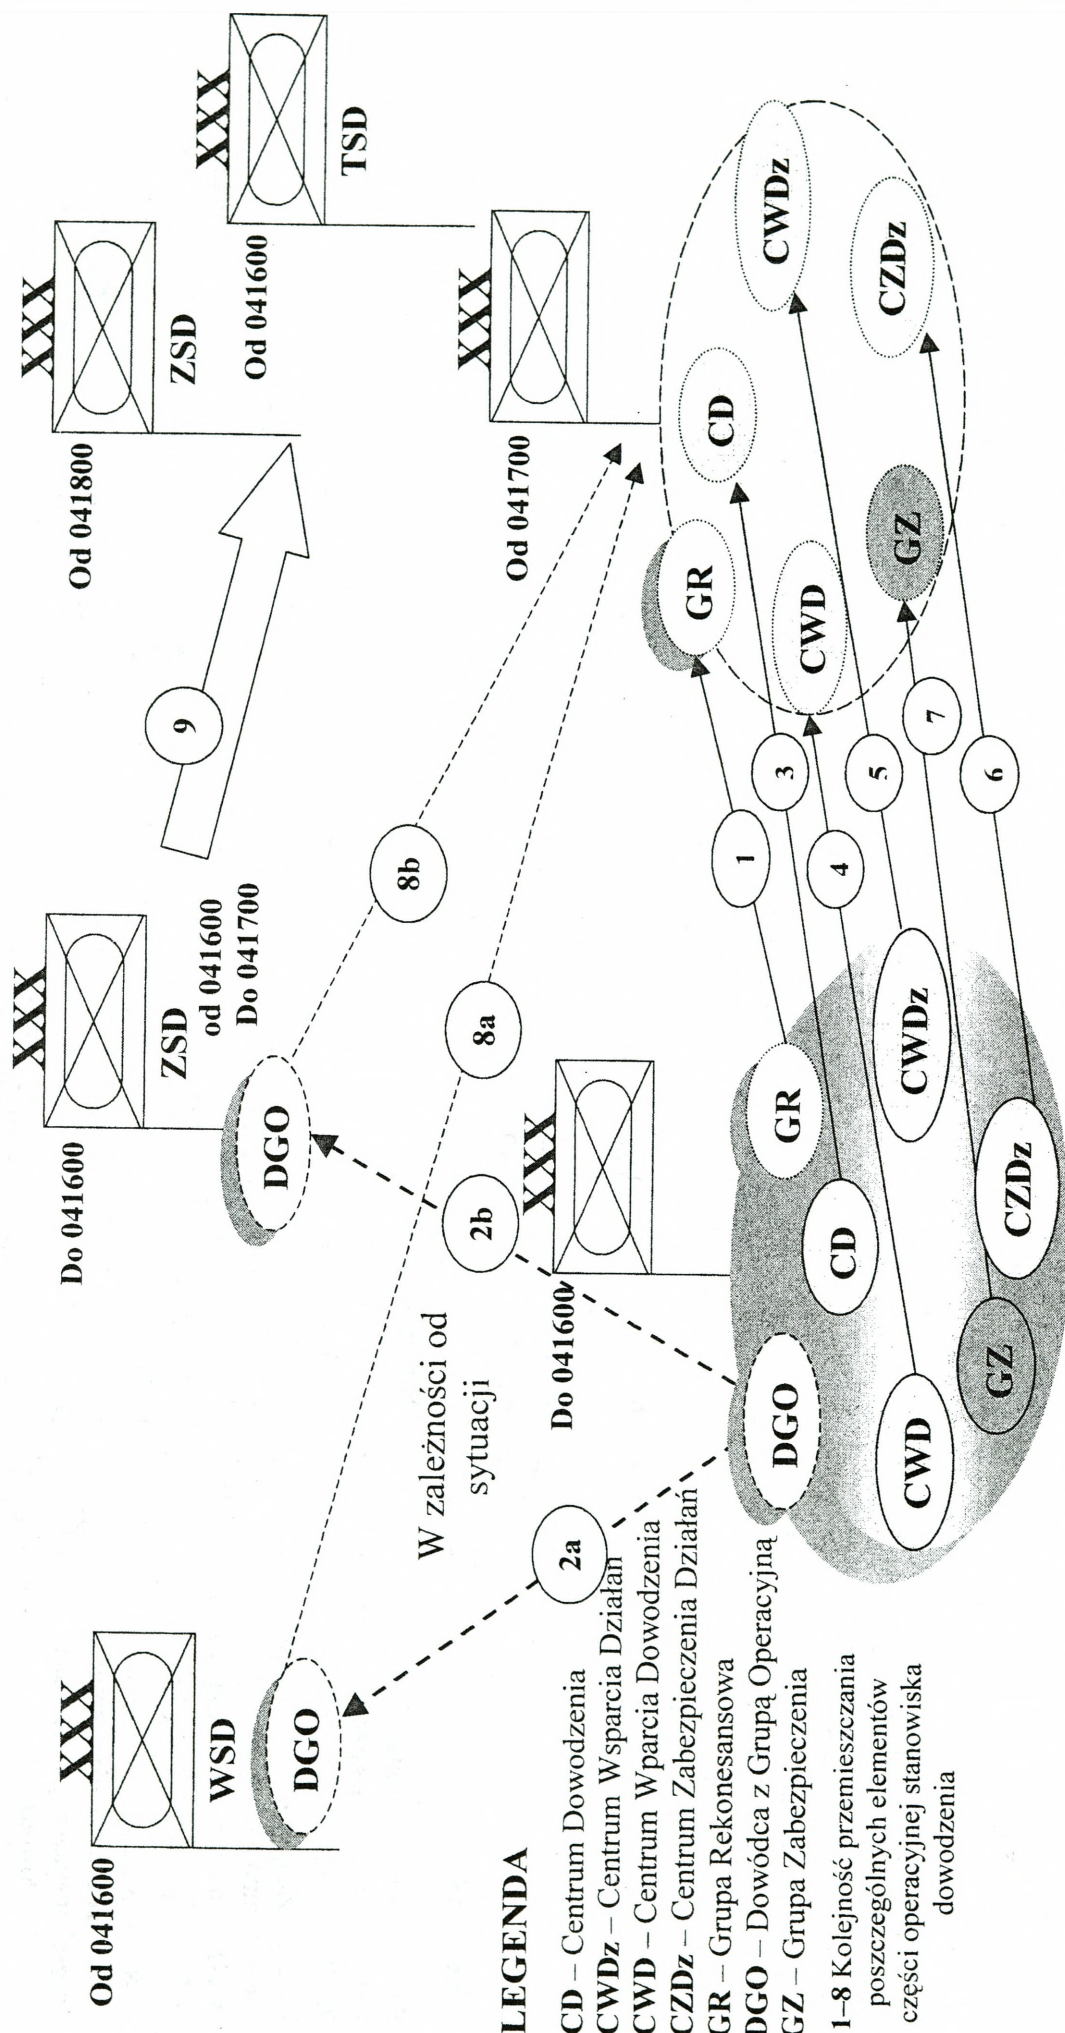 XXX
Od 041600
WSD
DGO
XXX
Do 041600
ZSD
od 041600
Do 041700
DGO
9
XXX
Od 041800
ZSD
XXX
Od 041600
TSD
8b
8a
2b
W zależności od
sytuacji
2a
XXX
Do 041600
XXX
Od 041700
DGO
GR
CD
CWD
CWDz
GZ
CZDz
1
3
4
5
7
6
GR
CD
CWD
CWDz
GZ
CZDz
LEGENDA
CD – Centrum Dowodzenia
CWDz – Centrum Wsparcia Działań
CWD – Centrum Wparcia Dowodzenia
CZDz – Centrum Zabezpieczenia Działań
GR – Grupa Rekonesansowa
DGO – Dowódca z Grupą Operacyjną
GZ – Grupa Zabezpieczenia
1–8 Kolejność przemieszczania
poszczególnych elementów
części operacyjnej stanowiska
dowodzenia